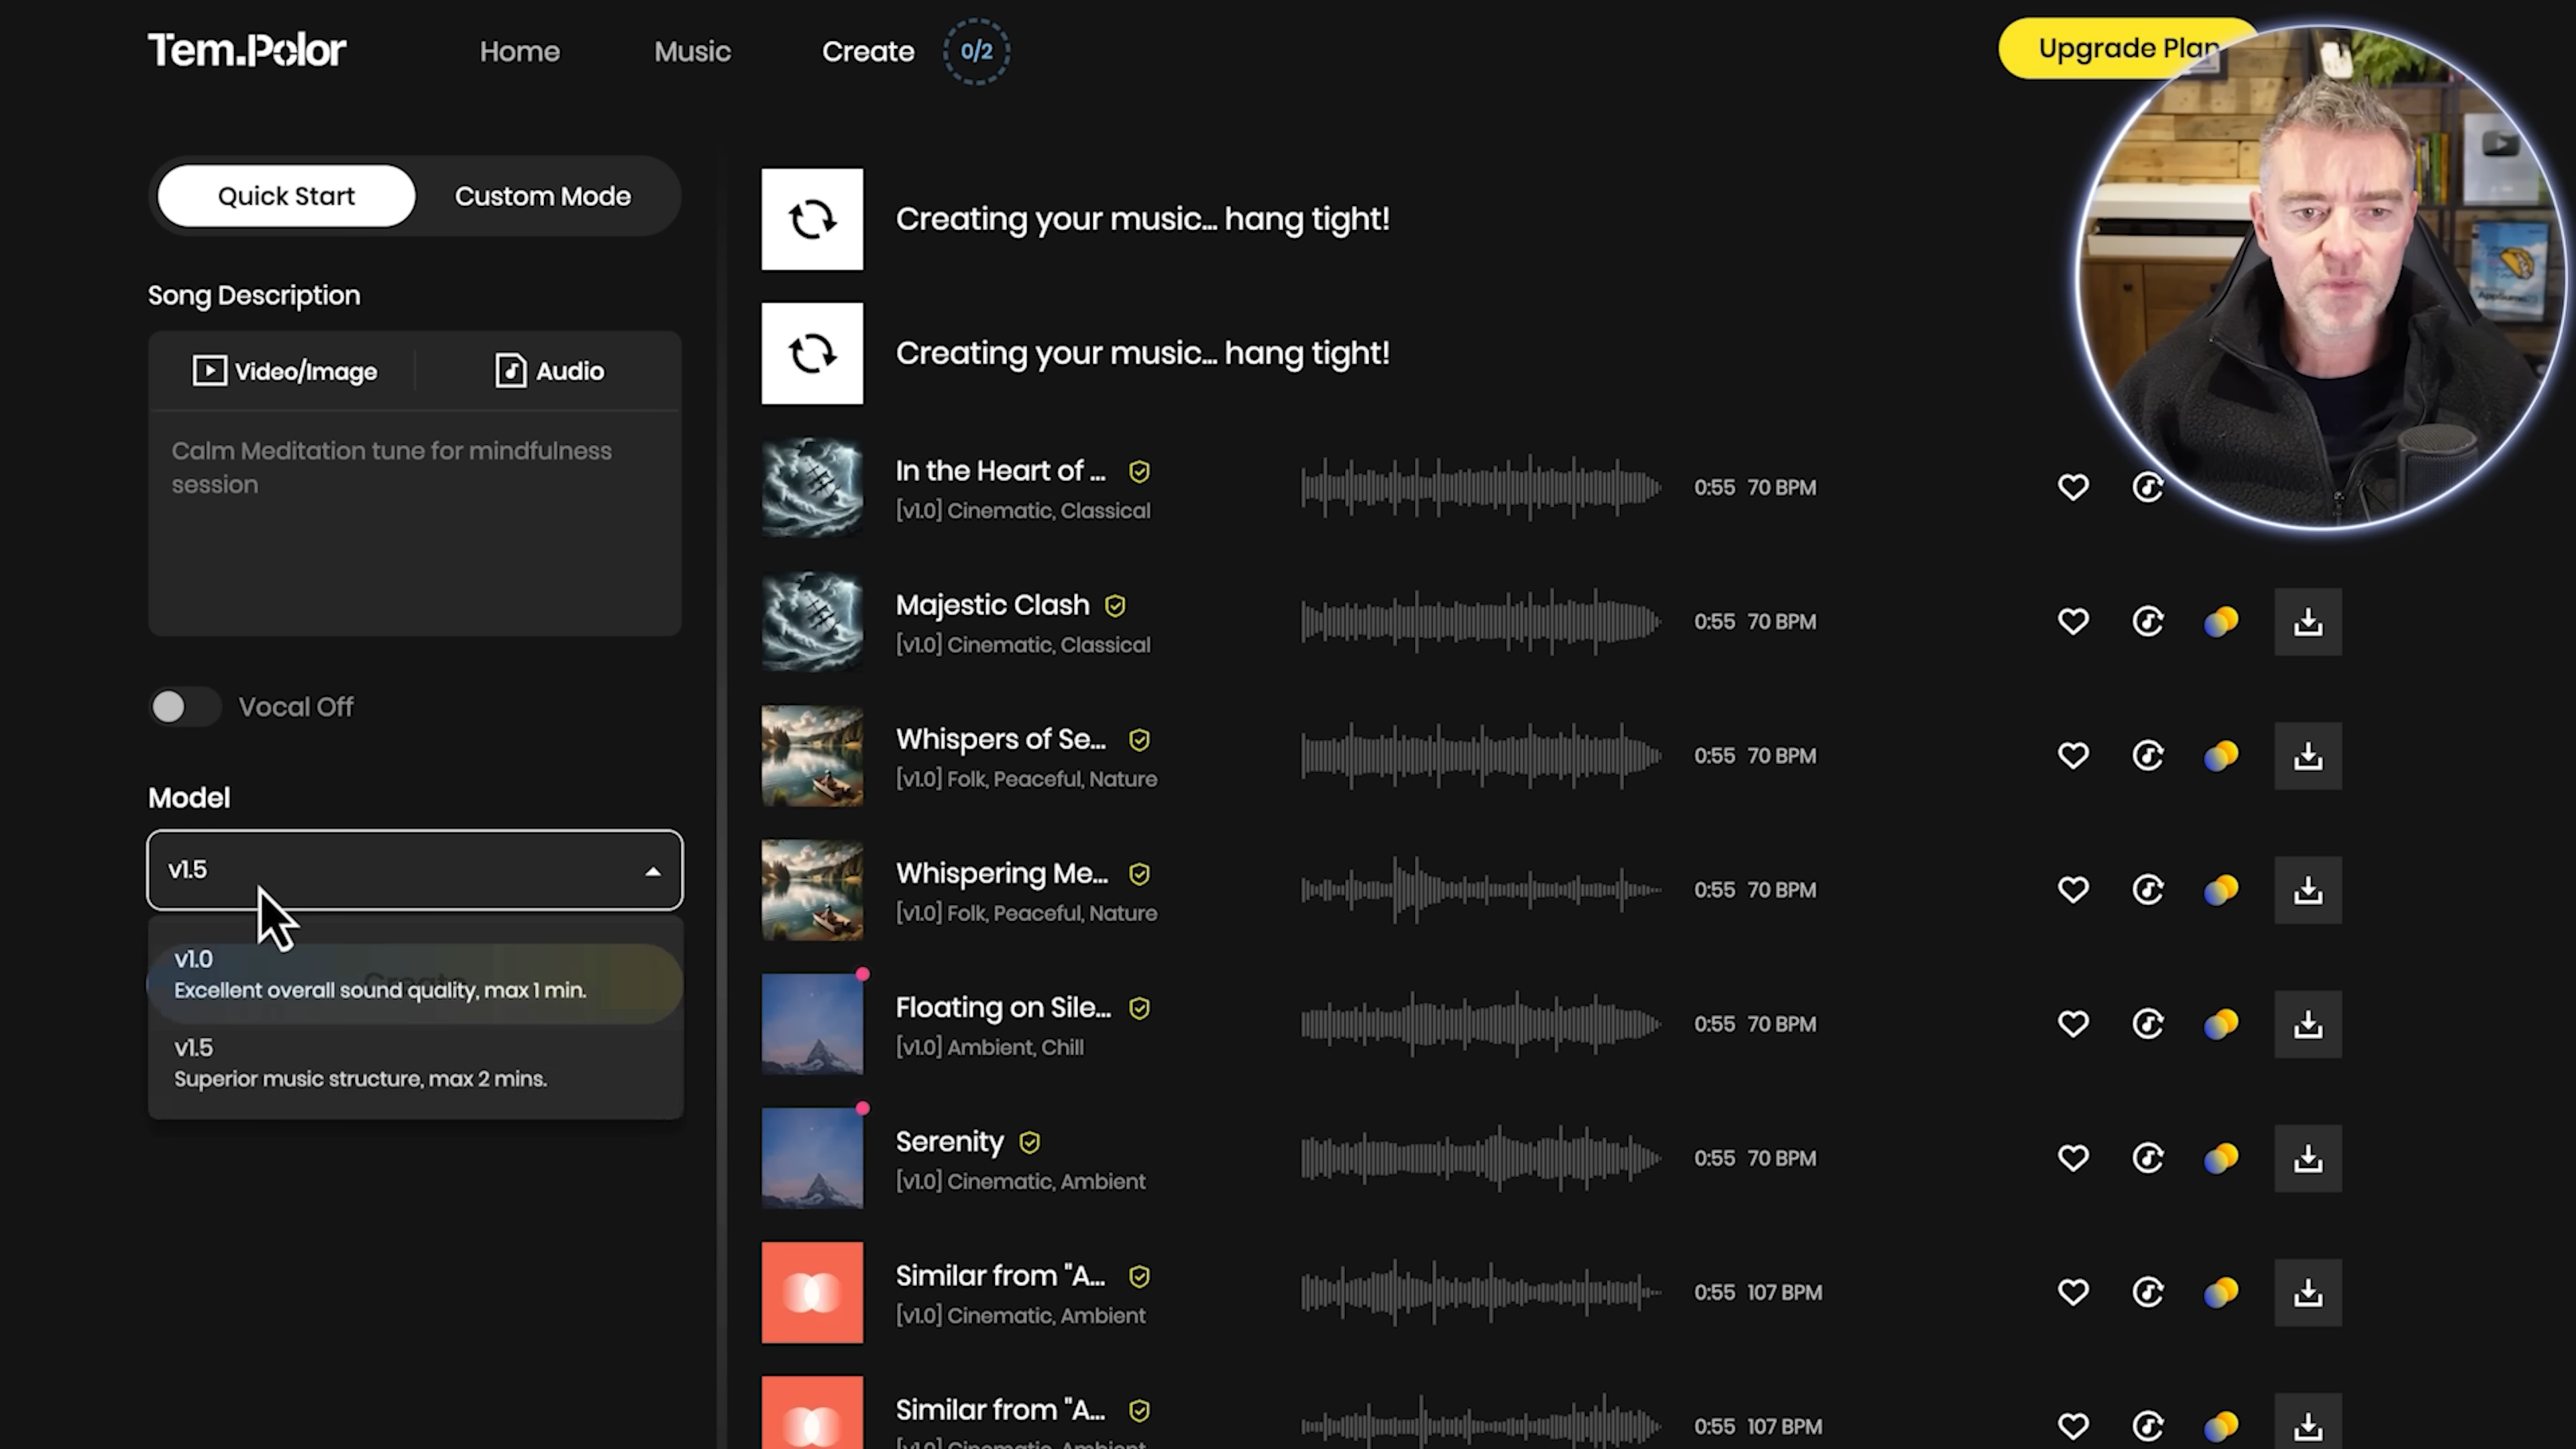 Tem.Polor
Home
Music
Create
0/2
Upgrade Plan
Quick Start
Custom Mode
Song Description
Video/Image
Audio
Calm Meditation tune for mindfulness
session
Vocal Off
Model
v1.5
v1.0
Excellent overall sound quality, max 1 min.
v1.5
Superior music structure, max 2 mins.
Creating your music... hang tight!
Creating your music... hang tight!
In the Heart of ...
[v1.0] Cinematic, Classical
0:55 70 BPM
Majestic Clash
[v1.0] Cinematic, Classical
0:55 70 BPM
Whispers of Se...
[v1.0] Folk, Peaceful, Nature
0:55 70 BPM
Whispering Me...
[v1.0] Folk, Peaceful, Nature
0:55 70 BPM
Floating on Sile...
[v1.0] Ambient, Chill
0:55 70 BPM
Serenity
[v1.0] Cinematic, Ambient
0:55 70 BPM
Similar from "A...
[v1.0] Cinematic, Ambient
0:55 107 BPM
Similar from "A...
[v1.0] Cinematic, Ambient
0:55 107 BPM